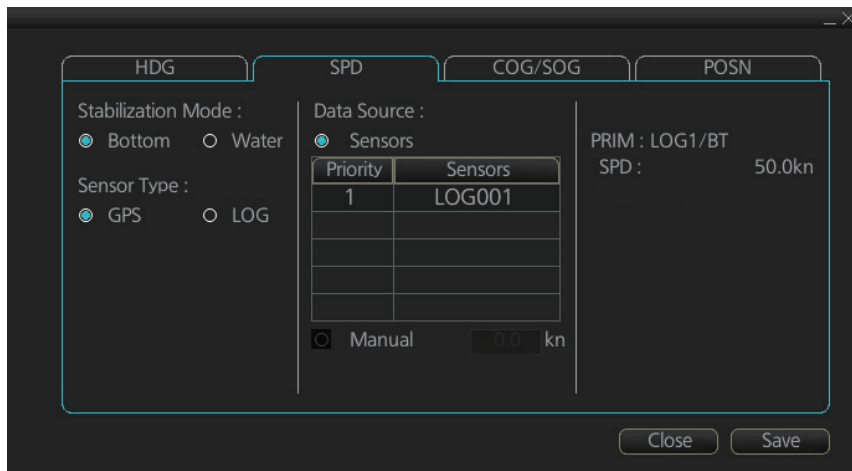 HDG SPD COG/SOG POSN
Stabilization Mode :
Bottom Water
Sensor Type :
GPS LOG
Data Source :
Sensors
Priority Sensors
1 LOG001
Manual 0.0 kn
PRIM : LOG1/BT
SPD : 50.0kn
Close Save